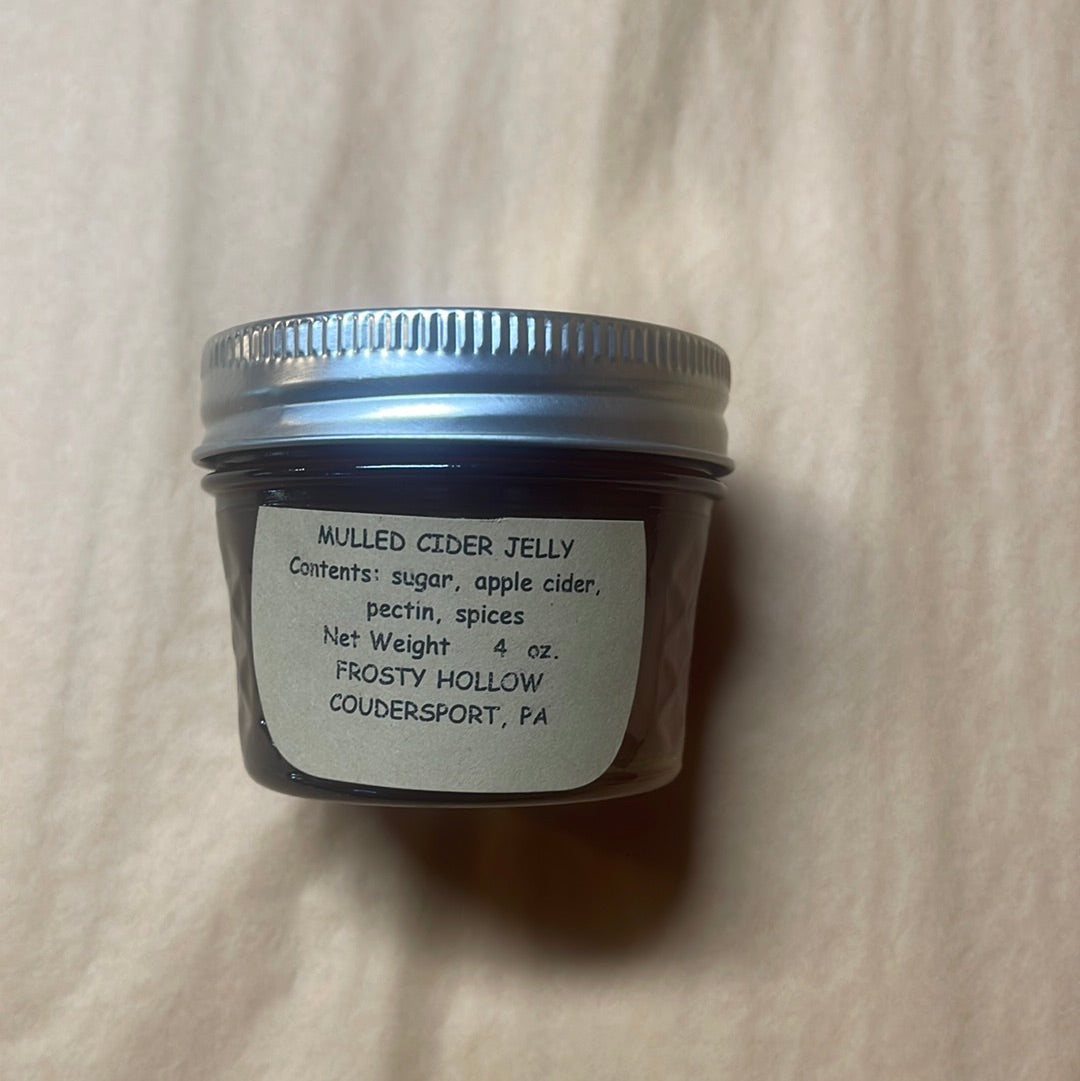 MULLED CIDER JELLY
Contents: sugar, apple cider,
pectin, spices
Net Weight 4 oz.
FROSTY HOLLOW
COUDERSPORT, PA